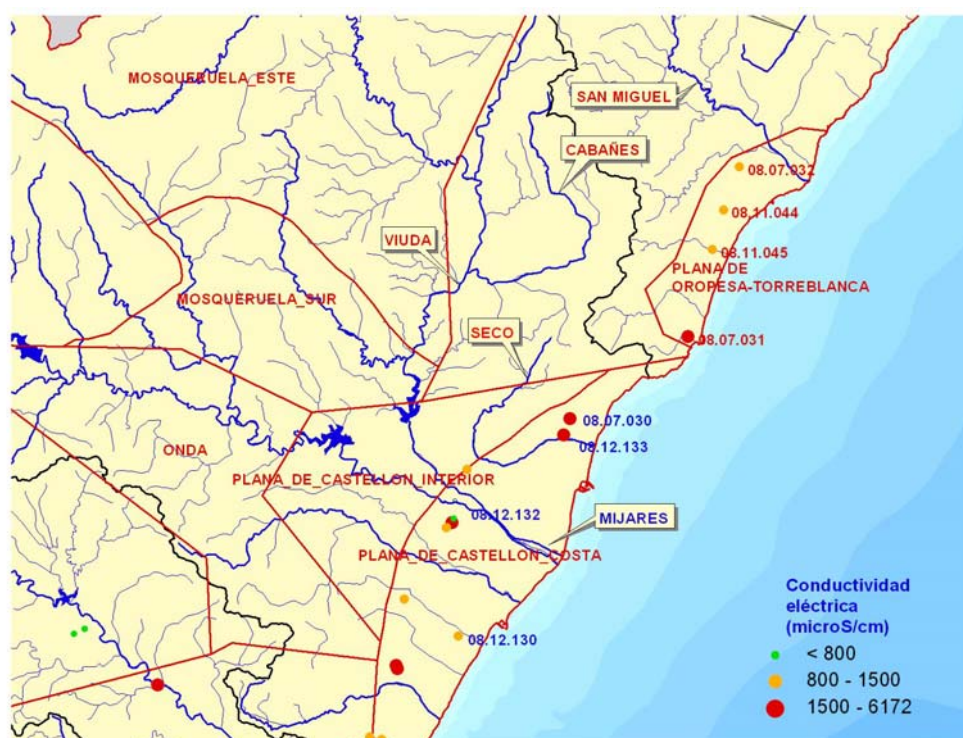 MOSQUERUELA_ESTE
SAN MIGUEL
CABAÑES
08.07.032
08.11.044
VIUDA
08.11.045
PLANA DE
OROPESA-TORREBLANCA
MOSQUERUELA_SUR
SECO
08.07.031
08.07.030
ONDA
08.12.133
PLANA_DE_CASTELLON_INTERIOR
08.12.132
MIJARES
PLANA_DE_CASTELLON_COSTA
08.12.130
Conductividad
eléctrica
(microS/cm)
< 800
800 - 1500
1500 - 6172